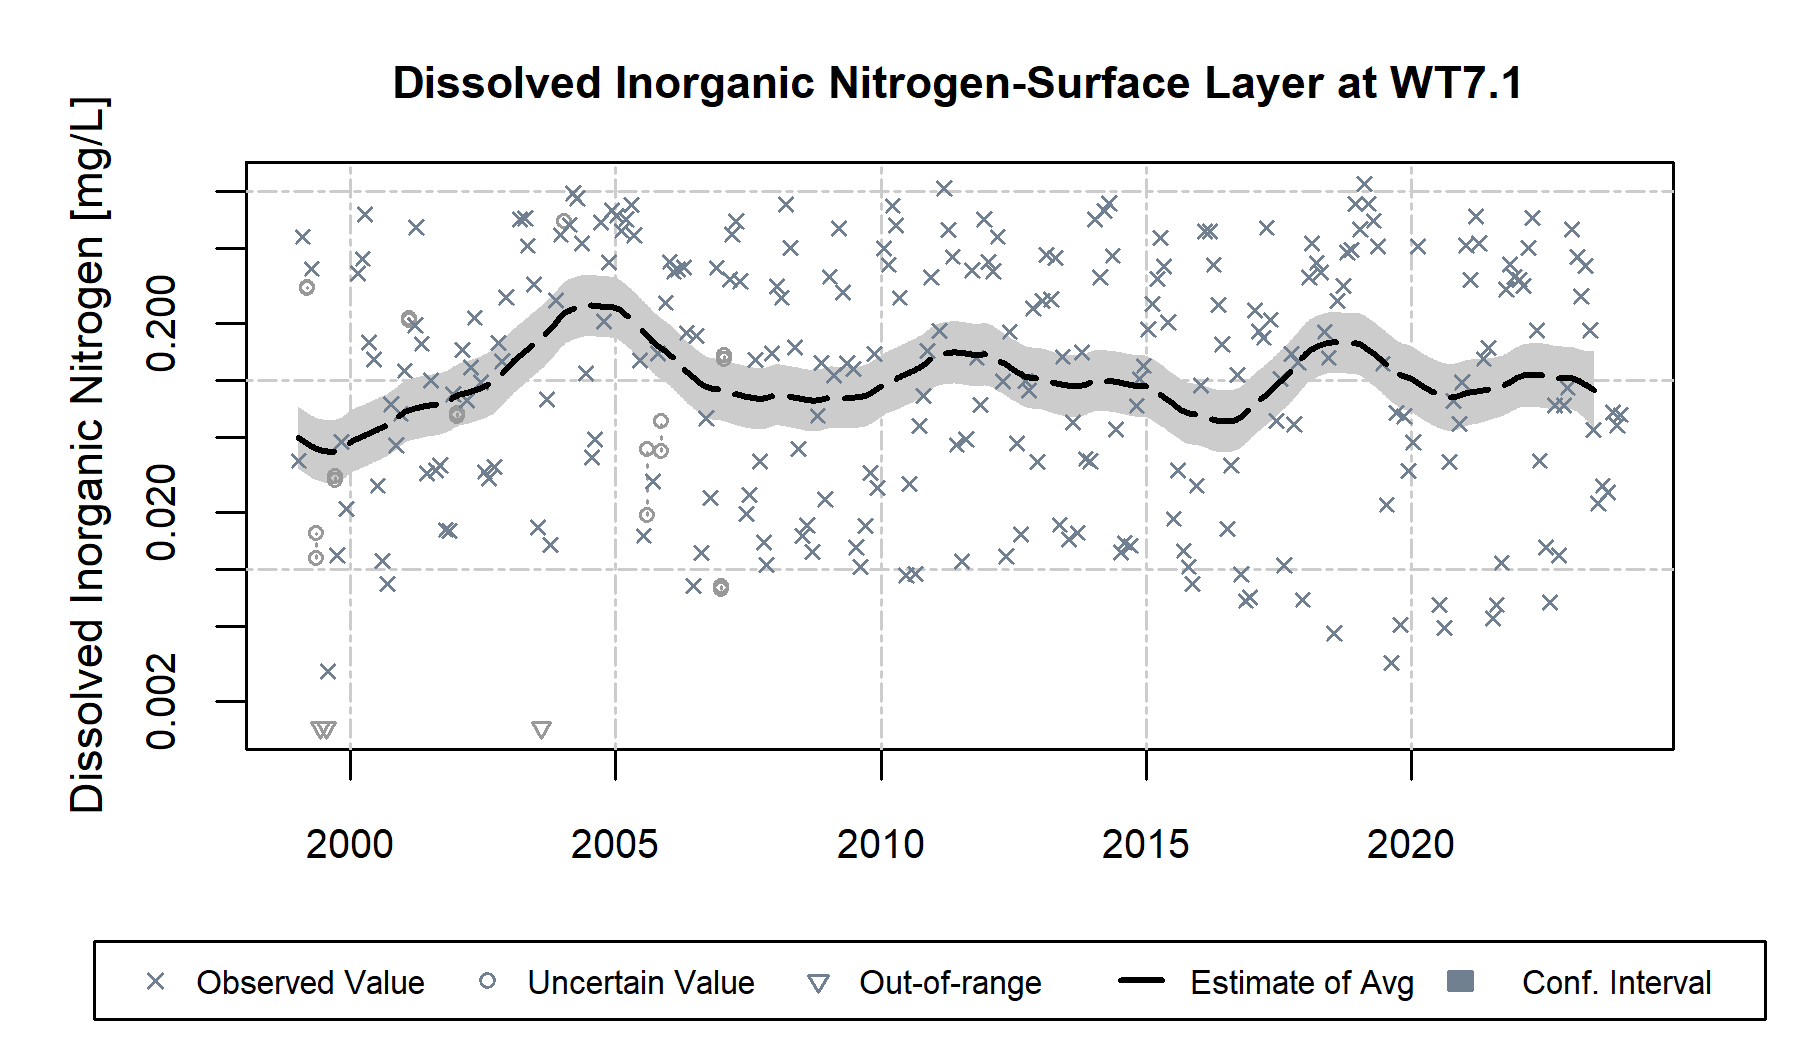 Dissolved Inorganic Nitrogen-Surface Layer at WT7.1
Dissolved Inorganic Nitrogen [mg/L]
0.200
0.020
0.002
2000 2005 2010 2015 2020
Observed Value Uncertain Value Out-of-range Estimate of Avg Conf. Interval